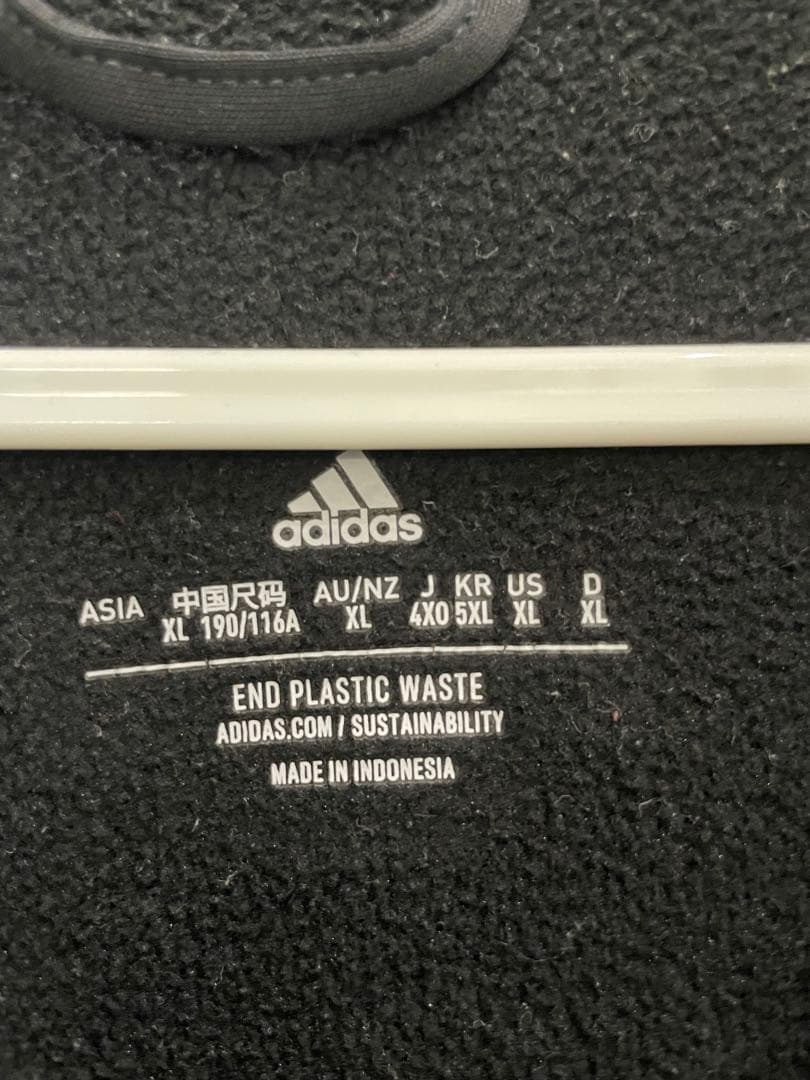 adidas
ASIA 中国尺码 AU/NZ J KR US D
XL 190/116A XL 4XO 5XL XL XL
END PLASTIC WASTE
ADIDAS.COM / SUSTAINABILITY
MADE IN INDONESIA